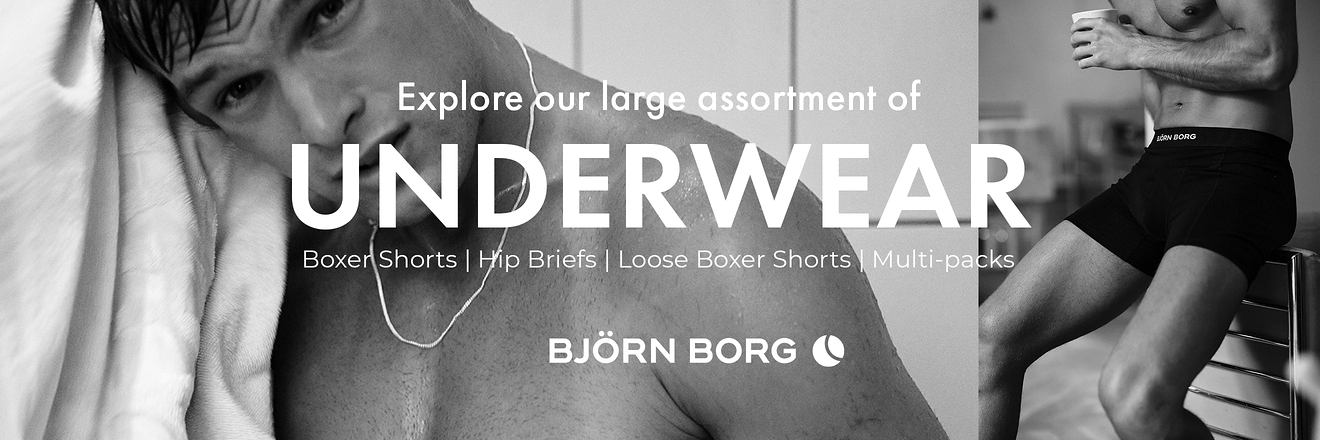 Explore our large assortment of
UNDERWEAR
Boxer Shorts | Hip Briefs | Loose Boxer Shorts | Multi-packs
BJÖRN BORG
BJÖRN BORG